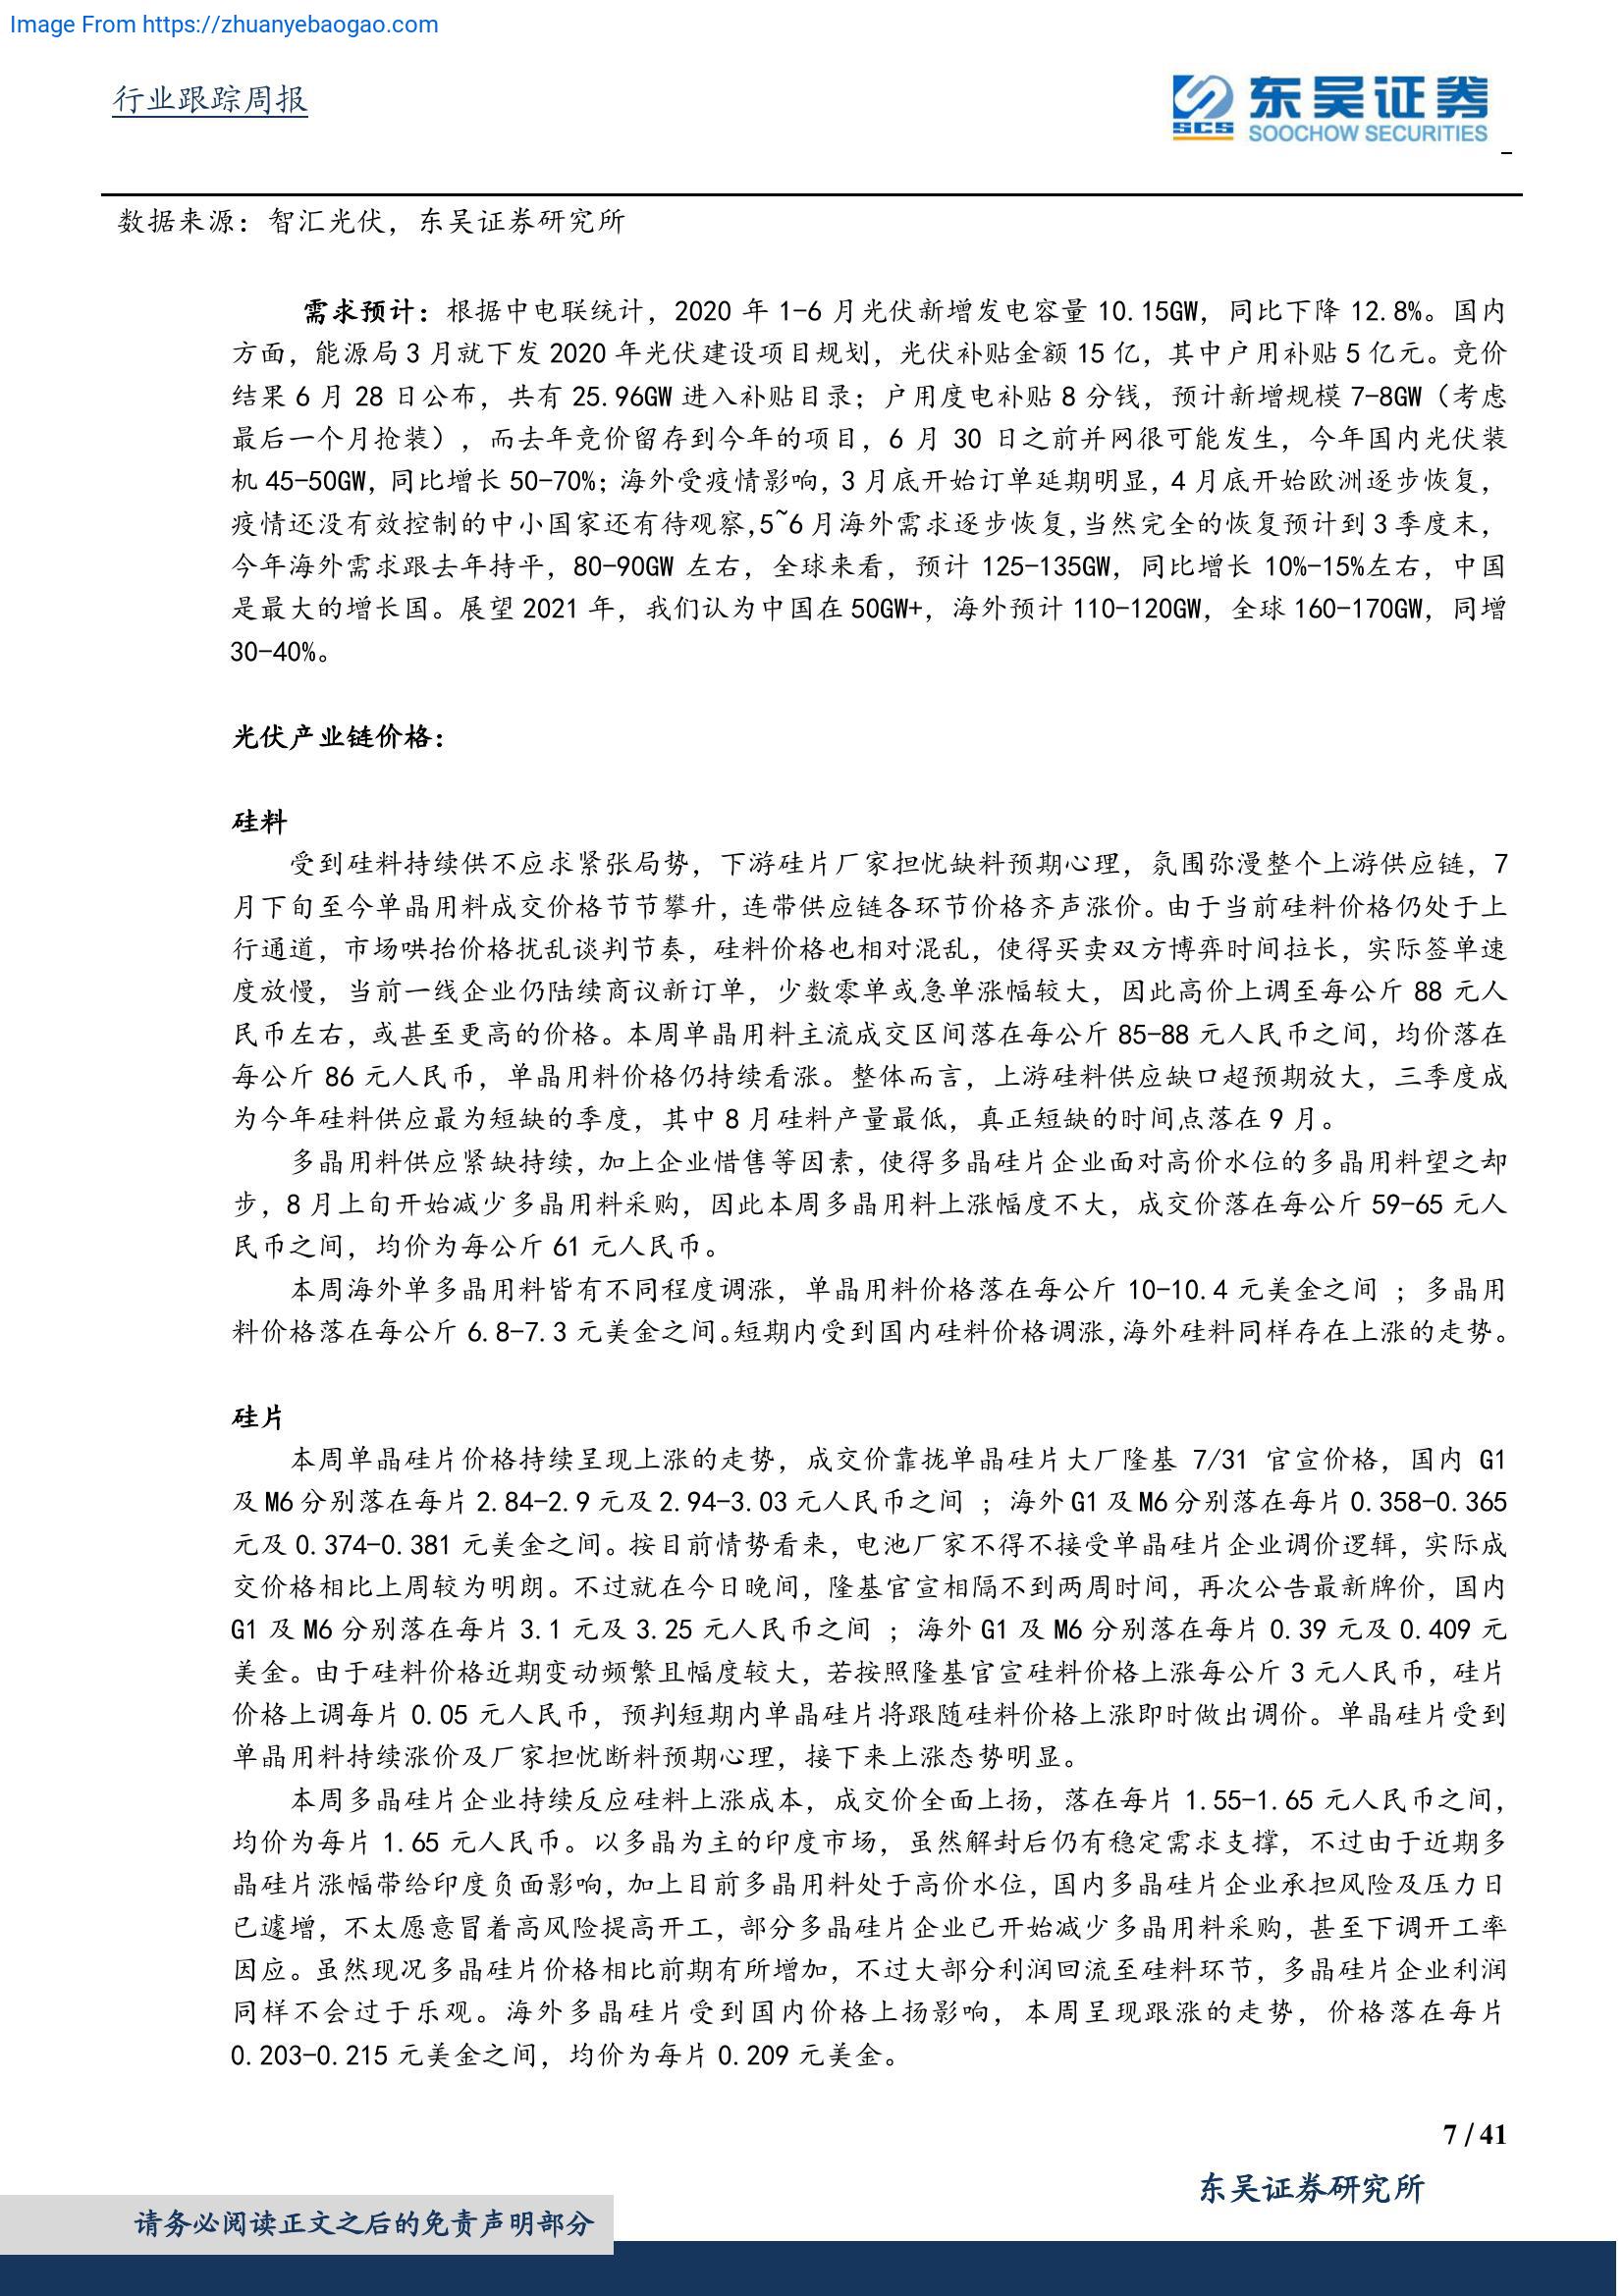 Image From https://zhuanyebaogao.com
行业跟踪周报
SCS 东吴证券
SOOCHOW SECURITIES
数据来源：智汇光伏，东吴证券研究所
需求预计：根据中电联统计，2020 年 1-6 月光伏新增发电容量 10.15GW，同比下降 12.8%。国内
方面，能源局 3 月就下发 2020 年光伏建设项目规划，光伏补贴金额 15 亿，其中户用补贴 5 亿元。竞价
结果 6 月 28 日公布，共有 25.96GW 进入补贴目录；户用度电补贴 8 分钱，预计新增规模 7-8GW（考虑
最后一个月抢装），而去年竞价留存到今年的项目，6 月 30 日之前并网很可能发生，今年国内光伏装
机 45-50GW，同比增长 50-70%；海外受疫情影响，3 月底开始订单延期明显，4 月底开始欧洲逐步恢复，
疫情还没有效控制的中小国家还有待观察,5~6 月海外需求逐步恢复,当然完全的恢复预计到 3 季度末，
今年海外需求跟去年持平，80-90GW 左右，全球来看，预计 125-135GW，同比增长 10%-15%左右，中国
是最大的增长国。展望 2021 年，我们认为中国在 50GW+，海外预计 110-120GW，全球 160-170GW，同增
30-40%。
光伏产业链价格：
硅料
受到硅料持续供不应求紧张局势，下游硅片厂家担忧缺料预期心理，氛围弥漫整个上游供应链，7
月下旬至今单晶用料成交价格节节攀升，连带供应链各环节价格齐声涨价。由于当前硅料价格仍处于上
行通道，市场哄抬价格扰乱谈判节奏，硅料价格也相对混乱，使得买卖双方博弈时间拉长，实际签单速
度放慢，当前一线企业仍陆续商议新订单，少数零单或急单涨幅较大，因此高价上调至每公斤 88 元人
民币左右，或甚至更高的价格。本周单晶用料主流成交区间落在每公斤 85-88 元人民币之间，均价落在
每公斤 86 元人民币，单晶用料价格仍持续看涨。整体而言，上游硅料供应缺口超预期放大，三季度成
为今年硅料供应最为短缺的季度，其中 8 月硅料产量最低，真正短缺的时间点落在 9 月。
多晶用料供应紧缺持续，加上企业惜售等因素，使得多晶硅片企业面对高价水位的多晶用料望之却
步，8 月上旬开始减少多晶用料采购，因此本周多晶用料上涨幅度不大，成交价落在每公斤 59-65 元人
民币之间，均价为每公斤 61 元人民币。
本周海外单多晶用料皆有不同程度调涨，单晶用料价格落在每公斤 10-10.4 元美金之间 ；多晶用
料价格落在每公斤 6.8-7.3 元美金之间。短期内受到国内硅料价格调涨，海外硅料同样存在上涨的走势。
硅片
本周单晶硅片价格持续呈现上涨的走势，成交价靠拢单晶硅片大厂隆基 7/31 官宣价格，国内 G1
及 M6 分别落在每片 2.84-2.9 元及 2.94-3.03 元人民币之间 ；海外 G1 及 M6 分别落在每片 0.358-0.365
元及 0.374-0.381 元美金之间。按目前情势看来，电池厂家不得不接受单晶硅片企业调价逻辑，实际成
交价格相比上周较为明朗。不过就在今日晚间，隆基官宣相隔不到两周时间，再次公告最新牌价，国内
G1 及 M6 分别落在每片 3.1 元及 3.25 元人民币之间 ；海外 G1 及 M6 分别落在每片 0.39 元及 0.409 元
美金。由于硅料价格近期变动频繁且幅度较大，若按照隆基官宣硅料价格上涨每公斤 3 元人民币，硅片
价格上调每片 0.05 元人民币，预判短期内单晶硅片将跟随硅料价格上涨即时做出调价。单晶硅片受到
单晶用料持续涨价及厂家担忧断料预期心理，接下来上涨态势明显。
本周多晶硅片企业持续反应硅料上涨成本，成交价全面上扬，落在每片 1.55-1.65 元人民币之间，
均价为每片 1.65 元人民币。以多晶为主的印度市场，虽然解封后仍有稳定需求支撑，不过由于近期多
晶硅片涨幅带给印度负面影响，加上目前多晶用料处于高价水位，国内多晶硅片企业承担风险及压力日
已遽增，不太愿意冒着高风险提高开工，部分多晶硅片企业已开始减少多晶用料采购，甚至下调开工率
因应。虽然现况多晶硅片价格相比前期有所增加，不过大部分利润回流至硅料环节，多晶硅片企业利润
同样不会过于乐观。海外多晶硅片受到国内价格上扬影响，本周呈现跟涨的走势，价格落在每片
0.203-0.215 元美金之间，均价为每片 0.209 元美金。
7 / 41
东吴证券研究所
请务必阅读正文之后的免责声明部分